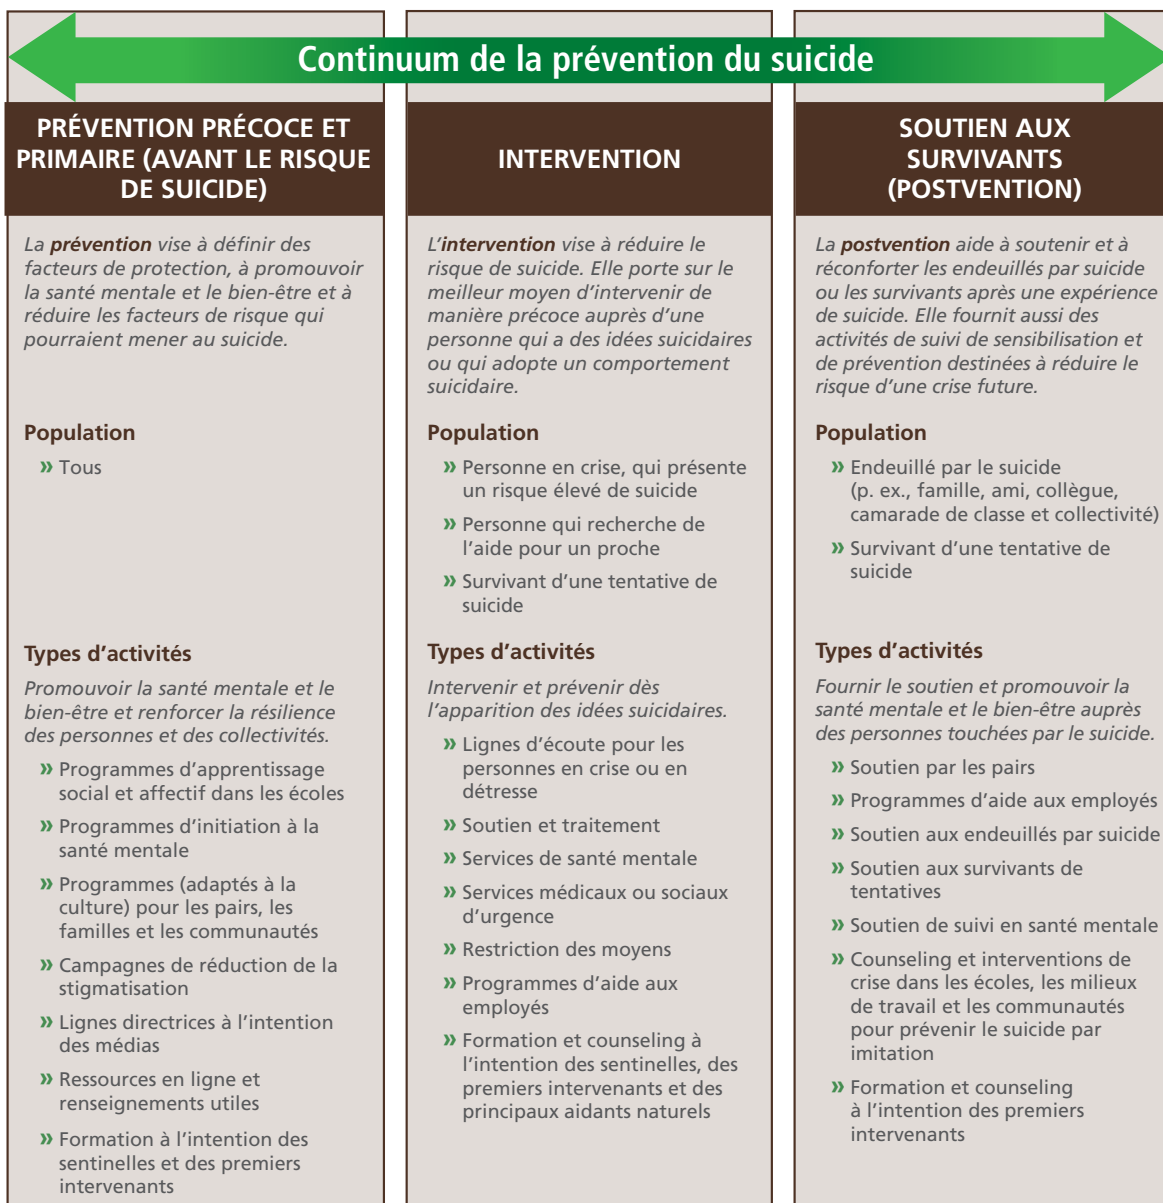 Continuum de la prévention du suicide
PRÉVENTION PRÉCOCE ET
PRIMAIRE (AVANT LE RISQUE
DE SUICIDE)
La prévention vise à définir des
facteurs de protection, à promouvoir
la santé mentale et le bien-être et à
réduire les facteurs de risque qui
pourraient mener au suicide.
Population
» Tous
Types d’activités
Promouvoir la santé mentale et le
bien-être et renforcer la résilience
des personnes et des collectivités.
» Programmes d’apprentissage
social et affectif dans les écoles
» Programmes d’initiation à la
santé mentale
» Programmes (adaptés à la
culture) pour les pairs, les
familles et les communautés
» Campagnes de réduction de la
stigmatisation
» Lignes directrices à l’intention
des médias
» Ressources en ligne et
renseignements utiles
» Formation à l’intention des
sentinelles et des premiers
intervenants
INTERVENTION
L’intervention vise à réduire le
risque de suicide. Elle porte sur le
meilleur moyen d’intervenir de
manière précoce auprès d’une
personne qui a des idées suicidaires
ou qui adopte un comportement
suicidaire.
Population
» Personne en crise, qui présente
un risque élevé de suicide
» Personne qui recherche de
l’aide pour un proche
» Survivant d’une tentative de
suicide
Types d’activités
Intervenir et prévenir dès
l’apparition des idées suicidaires.
» Lignes d’écoute pour les
personnes en crise ou en
détresse
» Soutien et traitement
» Services de santé mentale
» Services médicaux ou sociaux
d’urgence
» Restriction des moyens
» Programmes d’aide aux
employés
» Formation et counseling à
l’intention des sentinelles, des
premiers intervenants et des
principaux aidants naturels
SOUTIEN AUX
SURVIVANTS
(POSTVENTION)
La postvention aide à soutenir et à
réconforter les endeuillés par suicide
ou les survivants après une expérience
de suicide. Elle fournit aussi des
activités de suivi de sensibilisation et
de prévention destinées à réduire le
risque d’une crise future.
Population
» Endeuillé par le suicide
(p. ex., famille, ami, collègue,
camarade de classe et collectivité)
» Survivant d’une tentative de
suicide
Types d’activités
Fournir le soutien et promouvoir la
santé mentale et le bien-être auprès
des personnes touchées par le suicide.
» Soutien par les pairs
» Programmes d’aide aux employés
» Soutien aux endeuillés par suicide
» Soutien aux survivants de
tentatives
» Soutien de suivi en santé mentale
» Counseling et interventions de
crise dans les écoles, les milieux
de travail et les communautés
pour prévenir le suicide par
imitation
» Formation et counseling
à l’intention des premiers
intervenants